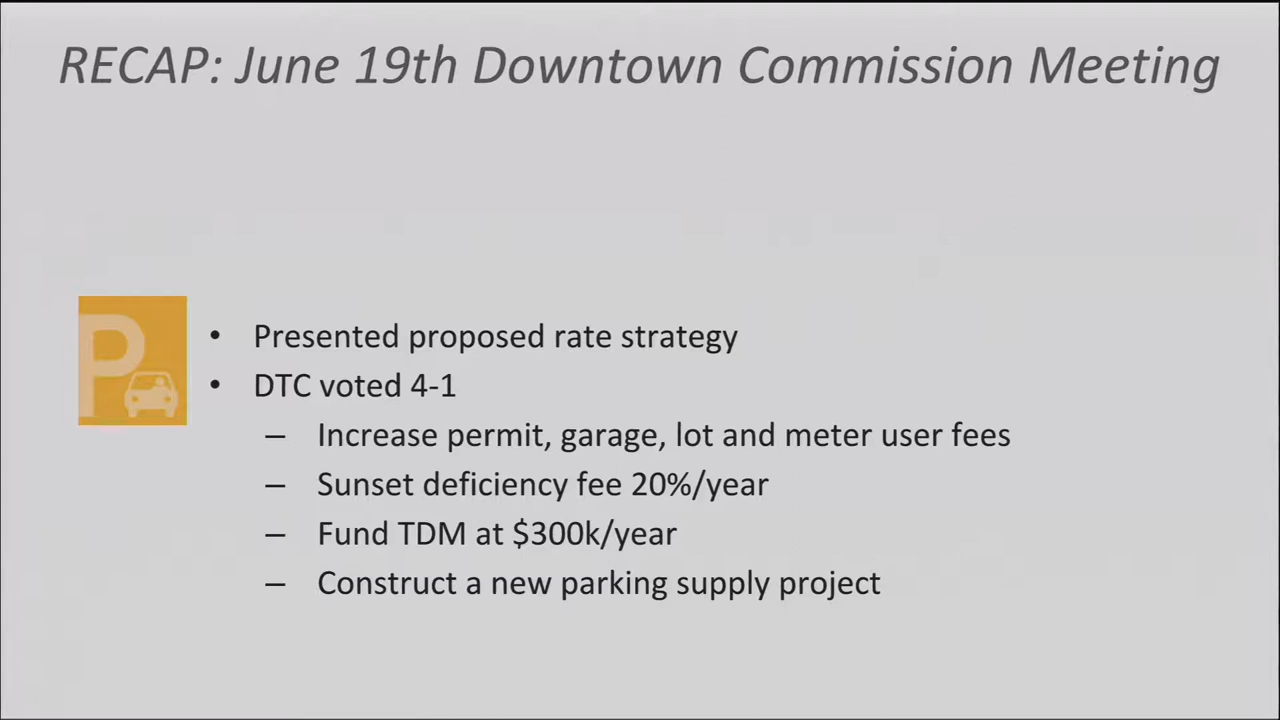 RECAP: June 19th Downtown Commission Meeting
P
• Presented proposed rate strategy
• DTC voted 4-1
– Increase permit, garage, lot and meter user fees
– Sunset deficiency fee 20%/year
– Fund TDM at $300k/year
– Construct a new parking supply project